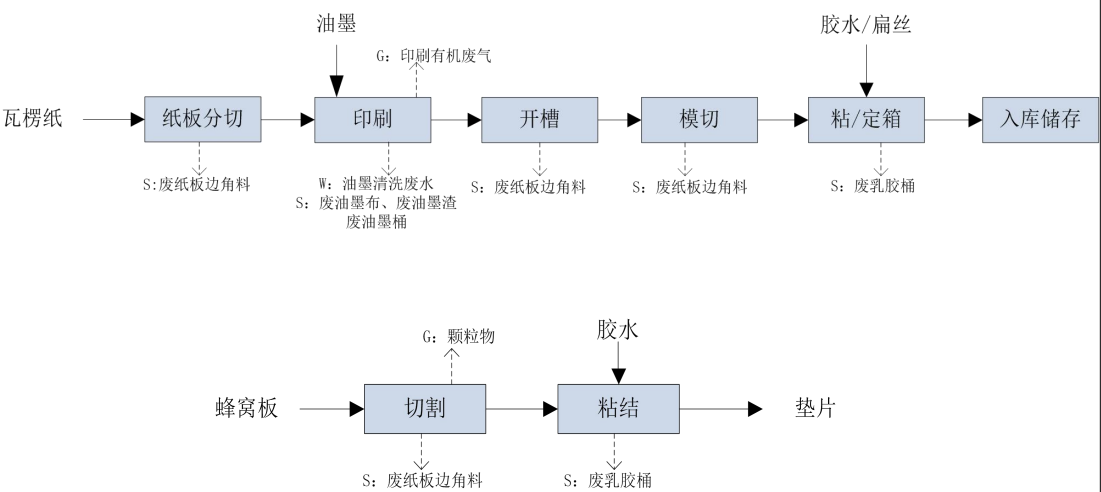 油墨
胶水/扁丝
G: 印刷有机废气
瓦楞纸
纸板分切
印刷
开槽
模切
粘/定箱
入库储存
S:废纸板边角料
W: 油墨清洗废水
S: 废油墨布、废油墨渣
废油墨桶
S: 废纸板边角料
S: 废纸板边角料
S: 废乳胶桶
G: 颗粒物
胶水
蜂窝板
切割
粘结
垫片
S: 废纸板边角料
S: 废乳胶桶